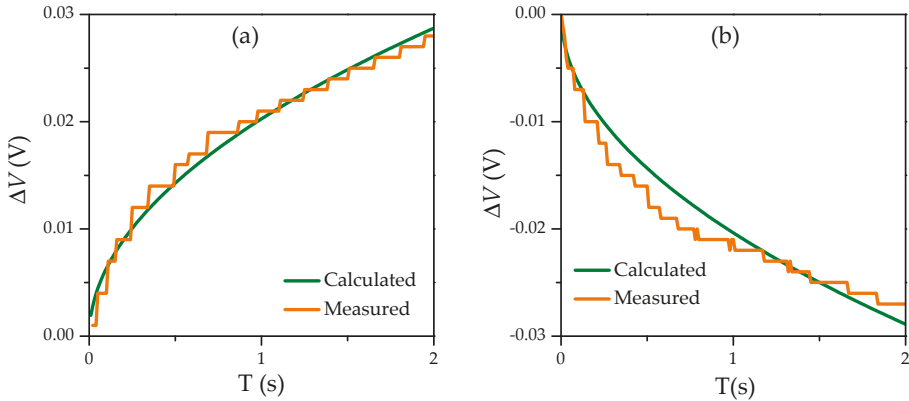 (a)
0.03
0.02
0.01
0.00
ΔV (V)
Calculated
Measured
0
1
2
T (s)
(b)
0.00
-0.01
-0.02
-0.03
ΔV (V)
Calculated
Measured
0
1
2
T(s)